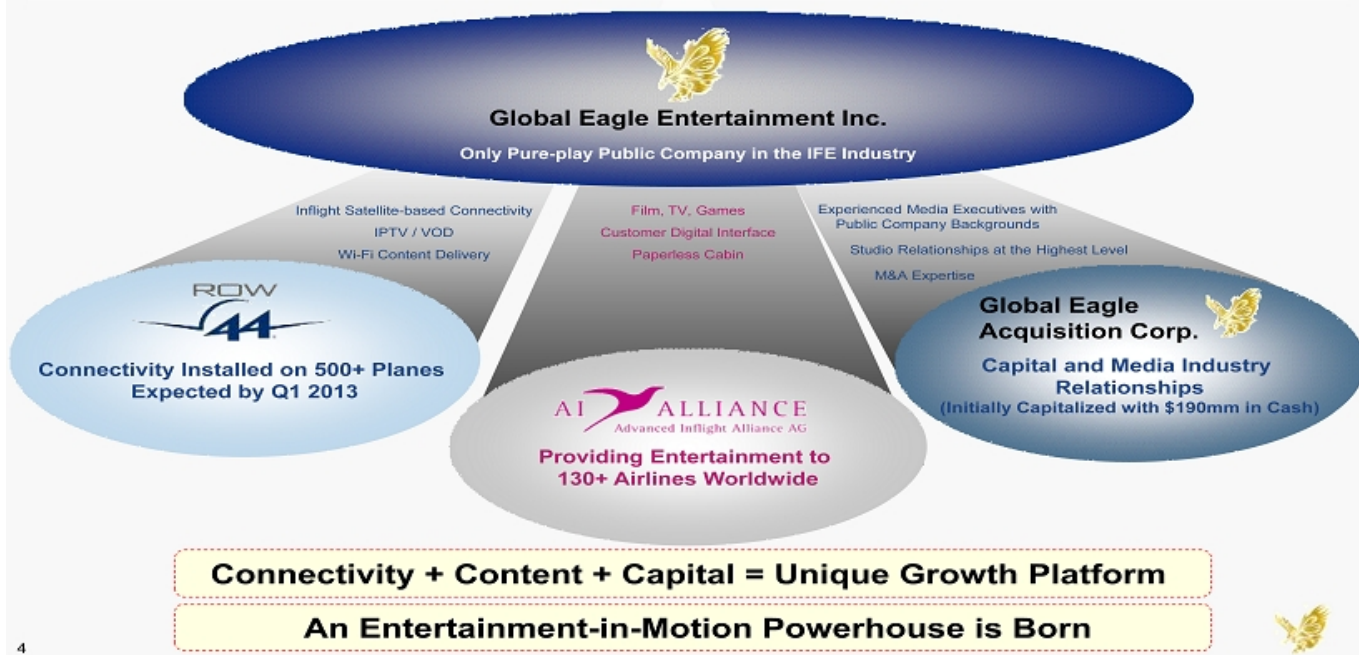 Global Eagle Entertainment Inc.
Only Pure-play Public Company in the IFE Industry
Inflight Satellite-based Connectivity
IPTV / VOD
Wi-Fi Content Delivery
Film, TV, Games
Customer Digital Interface
Paperless Cabin
Experienced Media Executives with
Public Company Backgrounds
Studio Relationships at the Highest Level
M&A Expertise
ROW
44
Connectivity Installed on 500+ Planes
Expected by Q1 2013
AI ALLIANCE
Advanced Inflight Alliance AG
Providing Entertainment to
130+ Airlines Worldwide
Global Eagle
Acquisition Corp.
Capital and Media Industry
Relationships
(Initially Capitalized with $190mm in Cash)
Connectivity + Content + Capital = Unique Growth Platform
An Entertainment-in-Motion Powerhouse is Born
4